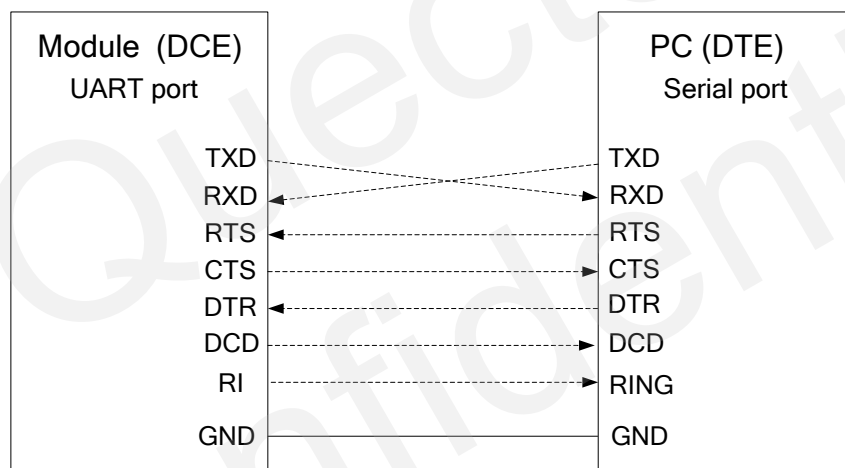 Module (DCE)
UART port
PC (DTE)
Serial port
TXD
RXD
RTS
CTS
DTR
DCD
RI
GND
TXD
RXD
RTS
CTS
DTR
DCD
RING
GND